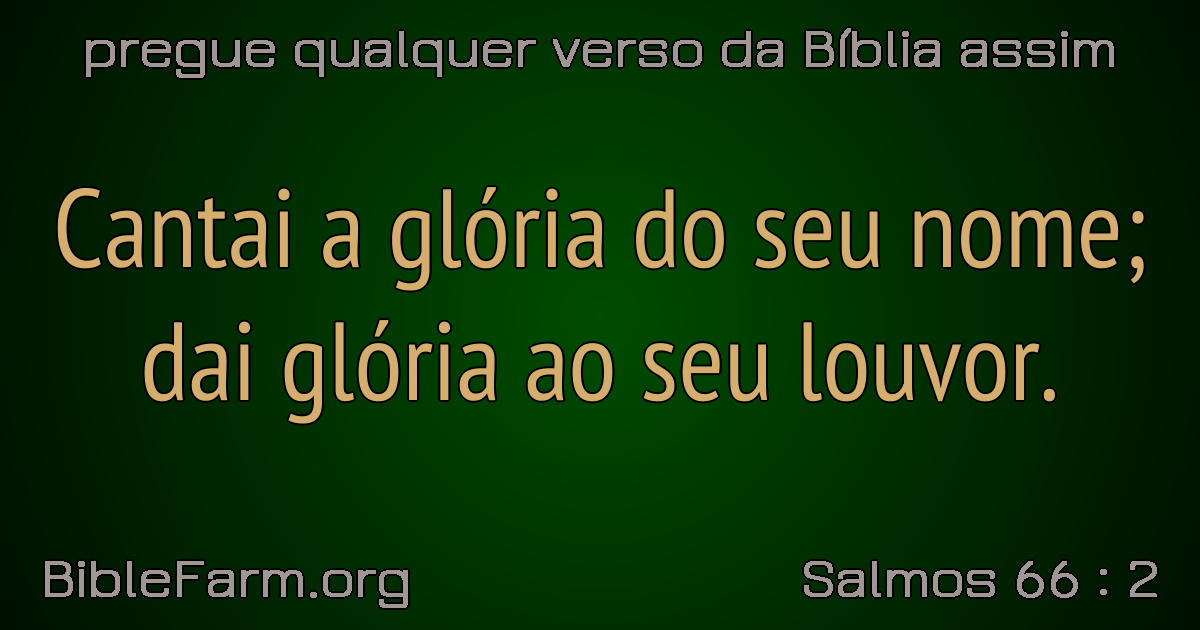 pregue qualquer verso da Bíblia assim
Cantai a glória do seu nome;
dai glória ao seu louvor.
BibleFarm.org
Salmos 66 : 2